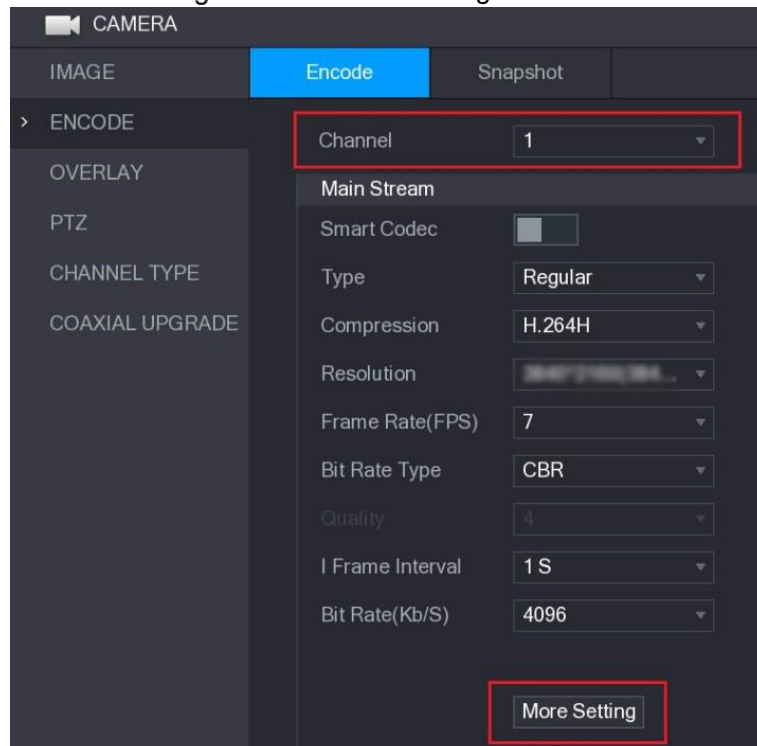 CAMERA
IMAGE
Encode Snapshot
ENCODE
Channel 1
OVERLAY
Main Stream
PTZ
Smart Codec
CHANNEL TYPE
Type Regular
COAXIAL UPGRADE
Compression H.264H
Resolution
Frame Rate(FPS) 7
Bit Rate Type CBR
Quality 4
I Frame Interval 1 S
Bit Rate(Kb/S) 4096
More Setting